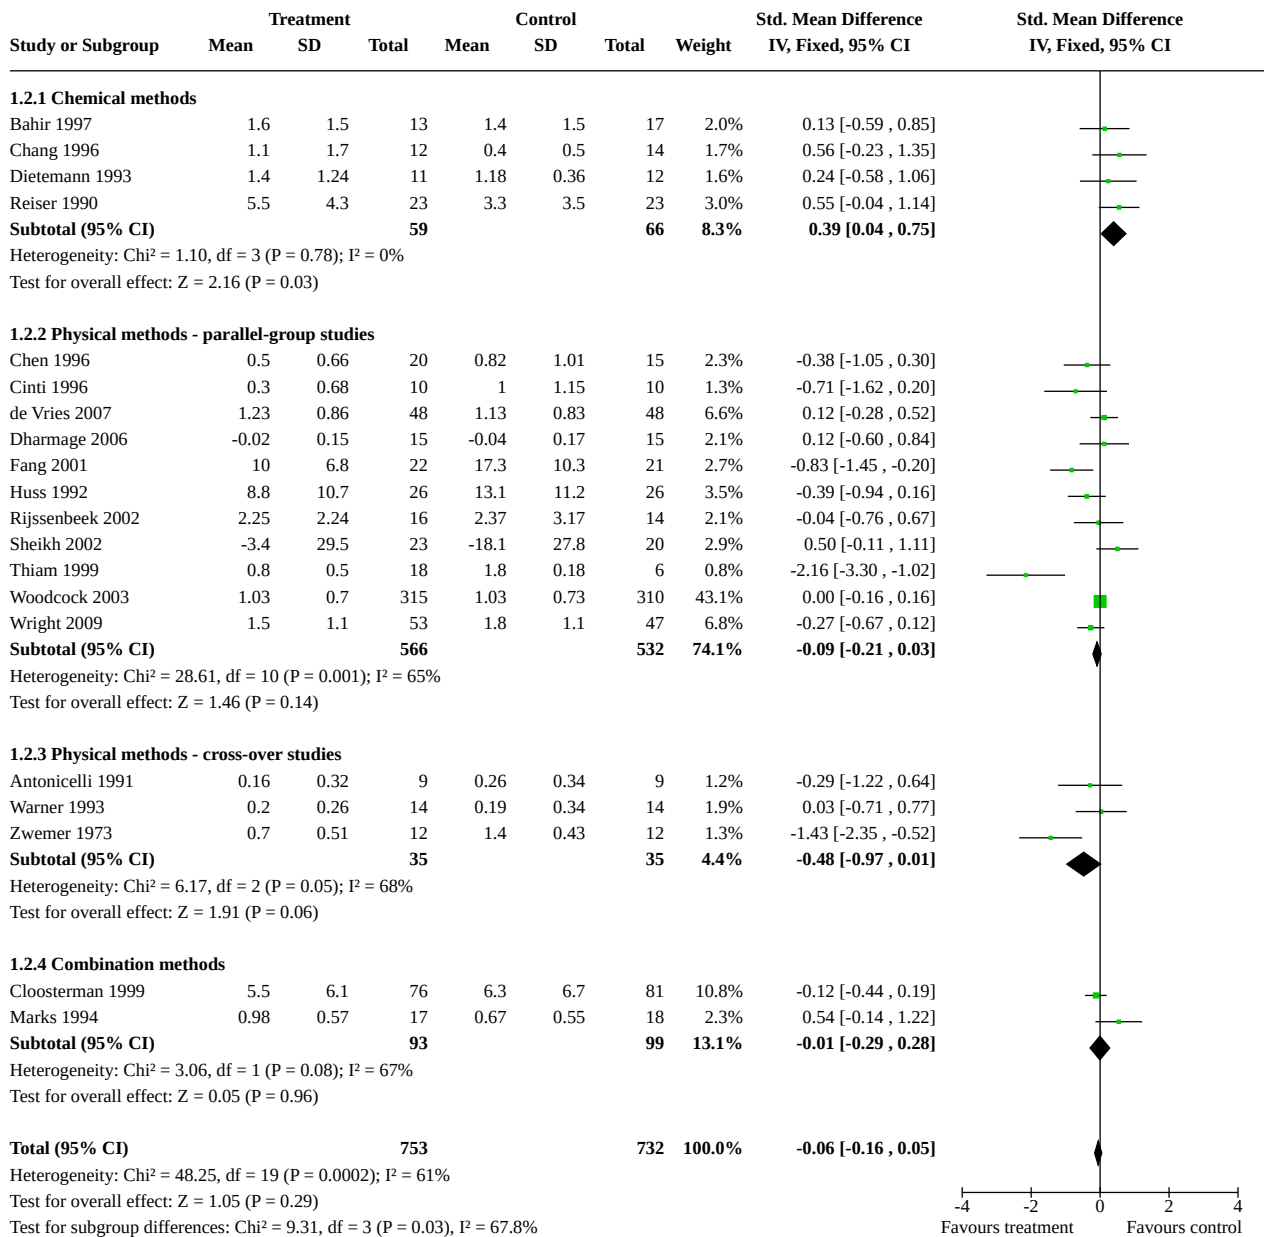 Treatment Control Std. Mean Difference Std. Mean Difference
Study or Subgroup Mean SD Total Mean SD Total Weight IV, Fixed, 95% CI IV, Fixed, 95% CI
1.2.1 Chemical methods
Bahir 1997 1.6 1.5 13 1.4 1.5 17 2.0% 0.13 [-0.59 , 0.85]
Chang 1996 1.1 1.7 12 0.4 0.5 14 1.7% 0.56 [-0.23 , 1.35]
Dietemann 1993 1.4 1.24 11 1.18 0.36 12 1.6% 0.24 [-0.58 , 1.06]
Reiser 1990 5.5 4.3 23 3.3 3.5 23 3.0% 0.55 [-0.04 , 1.14]
Subtotal (95% CI) 59 66 8.3% 0.39 [0.04 , 0.75]
Heterogeneity: Chi² = 1.10, df = 3 (P = 0.78); I² = 0%
Test for overall effect: Z = 2.16 (P = 0.03)
1.2.2 Physical methods - parallel-group studies
Chen 1996 0.5 0.66 20 0.82 1.01 15 2.3% -0.38 [-1.05 , 0.30]
Cinti 1996 0.3 0.68 10 1 1.15 10 1.3% -0.71 [-1.62 , 0.20]
de Vries 2007 1.23 0.86 48 1.13 0.83 48 6.6% 0.12 [-0.28 , 0.52]
Dharmage 2006 -0.02 0.15 15 -0.04 0.17 15 2.1% 0.12 [-0.60 , 0.84]
Fang 2001 10 6.8 22 17.3 10.3 21 2.7% -0.83 [-1.45 , -0.20]
Huss 1992 8.8 10.7 26 13.1 11.2 26 3.5% -0.39 [-0.94 , 0.16]
Rijssenbeek 2002 2.25 2.24 16 2.37 3.17 14 2.1% -0.04 [-0.76 , 0.67]
Sheikh 2002 -3.4 29.5 23 -18.1 27.8 20 2.9% 0.50 [-0.11 , 1.11]
Thiam 1999 0.8 0.5 18 1.8 0.18 6 0.8% -2.16 [-3.30 , -1.02]
Woodcock 2003 1.03 0.7 315 1.03 0.73 310 43.1% 0.00 [-0.16 , 0.16]
Wright 2009 1.5 1.1 53 1.8 1.1 47 6.8% -0.27 [-0.67 , 0.12]
Subtotal (95% CI) 566 532 74.1% -0.09 [-0.21 , 0.03]
Heterogeneity: Chi² = 28.61, df = 10 (P = 0.001); I² = 65%
Test for overall effect: Z = 1.46 (P = 0.14)
1.2.3 Physical methods - cross-over studies
Antonicelli 1991 0.16 0.32 9 0.26 0.34 9 1.2% -0.29 [-1.22 , 0.64]
Warner 1993 0.2 0.26 14 0.19 0.34 14 1.9% 0.03 [-0.71 , 0.77]
Zwemer 1973 0.7 0.51 12 1.4 0.43 12 1.3% -1.43 [-2.35 , -0.52]
Subtotal (95% CI) 35 35 4.4% -0.48 [-0.97 , 0.01]
Heterogeneity: Chi² = 6.17, df = 2 (P = 0.05); I² = 68%
Test for overall effect: Z = 1.91 (P = 0.06)
1.2.4 Combination methods
Cloosterman 1999 5.5 6.1 76 6.3 6.7 81 10.8% -0.12 [-0.44 , 0.19]
Marks 1994 0.98 0.57 17 0.67 0.55 18 2.3% 0.54 [-0.14 , 1.22]
Subtotal (95% CI) 93 99 13.1% -0.01 [-0.29 , 0.28]
Heterogeneity: Chi² = 3.06, df = 1 (P = 0.08); I² = 67%
Test for overall effect: Z = 0.05 (P = 0.96)
Total (95% CI) 753 732 100.0% -0.06 [-0.16 , 0.05]
Heterogeneity: Chi² = 48.25, df = 19 (P = 0.0002); I² = 61%
Test for overall effect: Z = 1.05 (P = 0.29)
-4 -2 0 2 4
Test for subgroup differences: Chi² = 9.31, df = 3 (P = 0.03), I² = 67.8%
Favours treatment Favours control